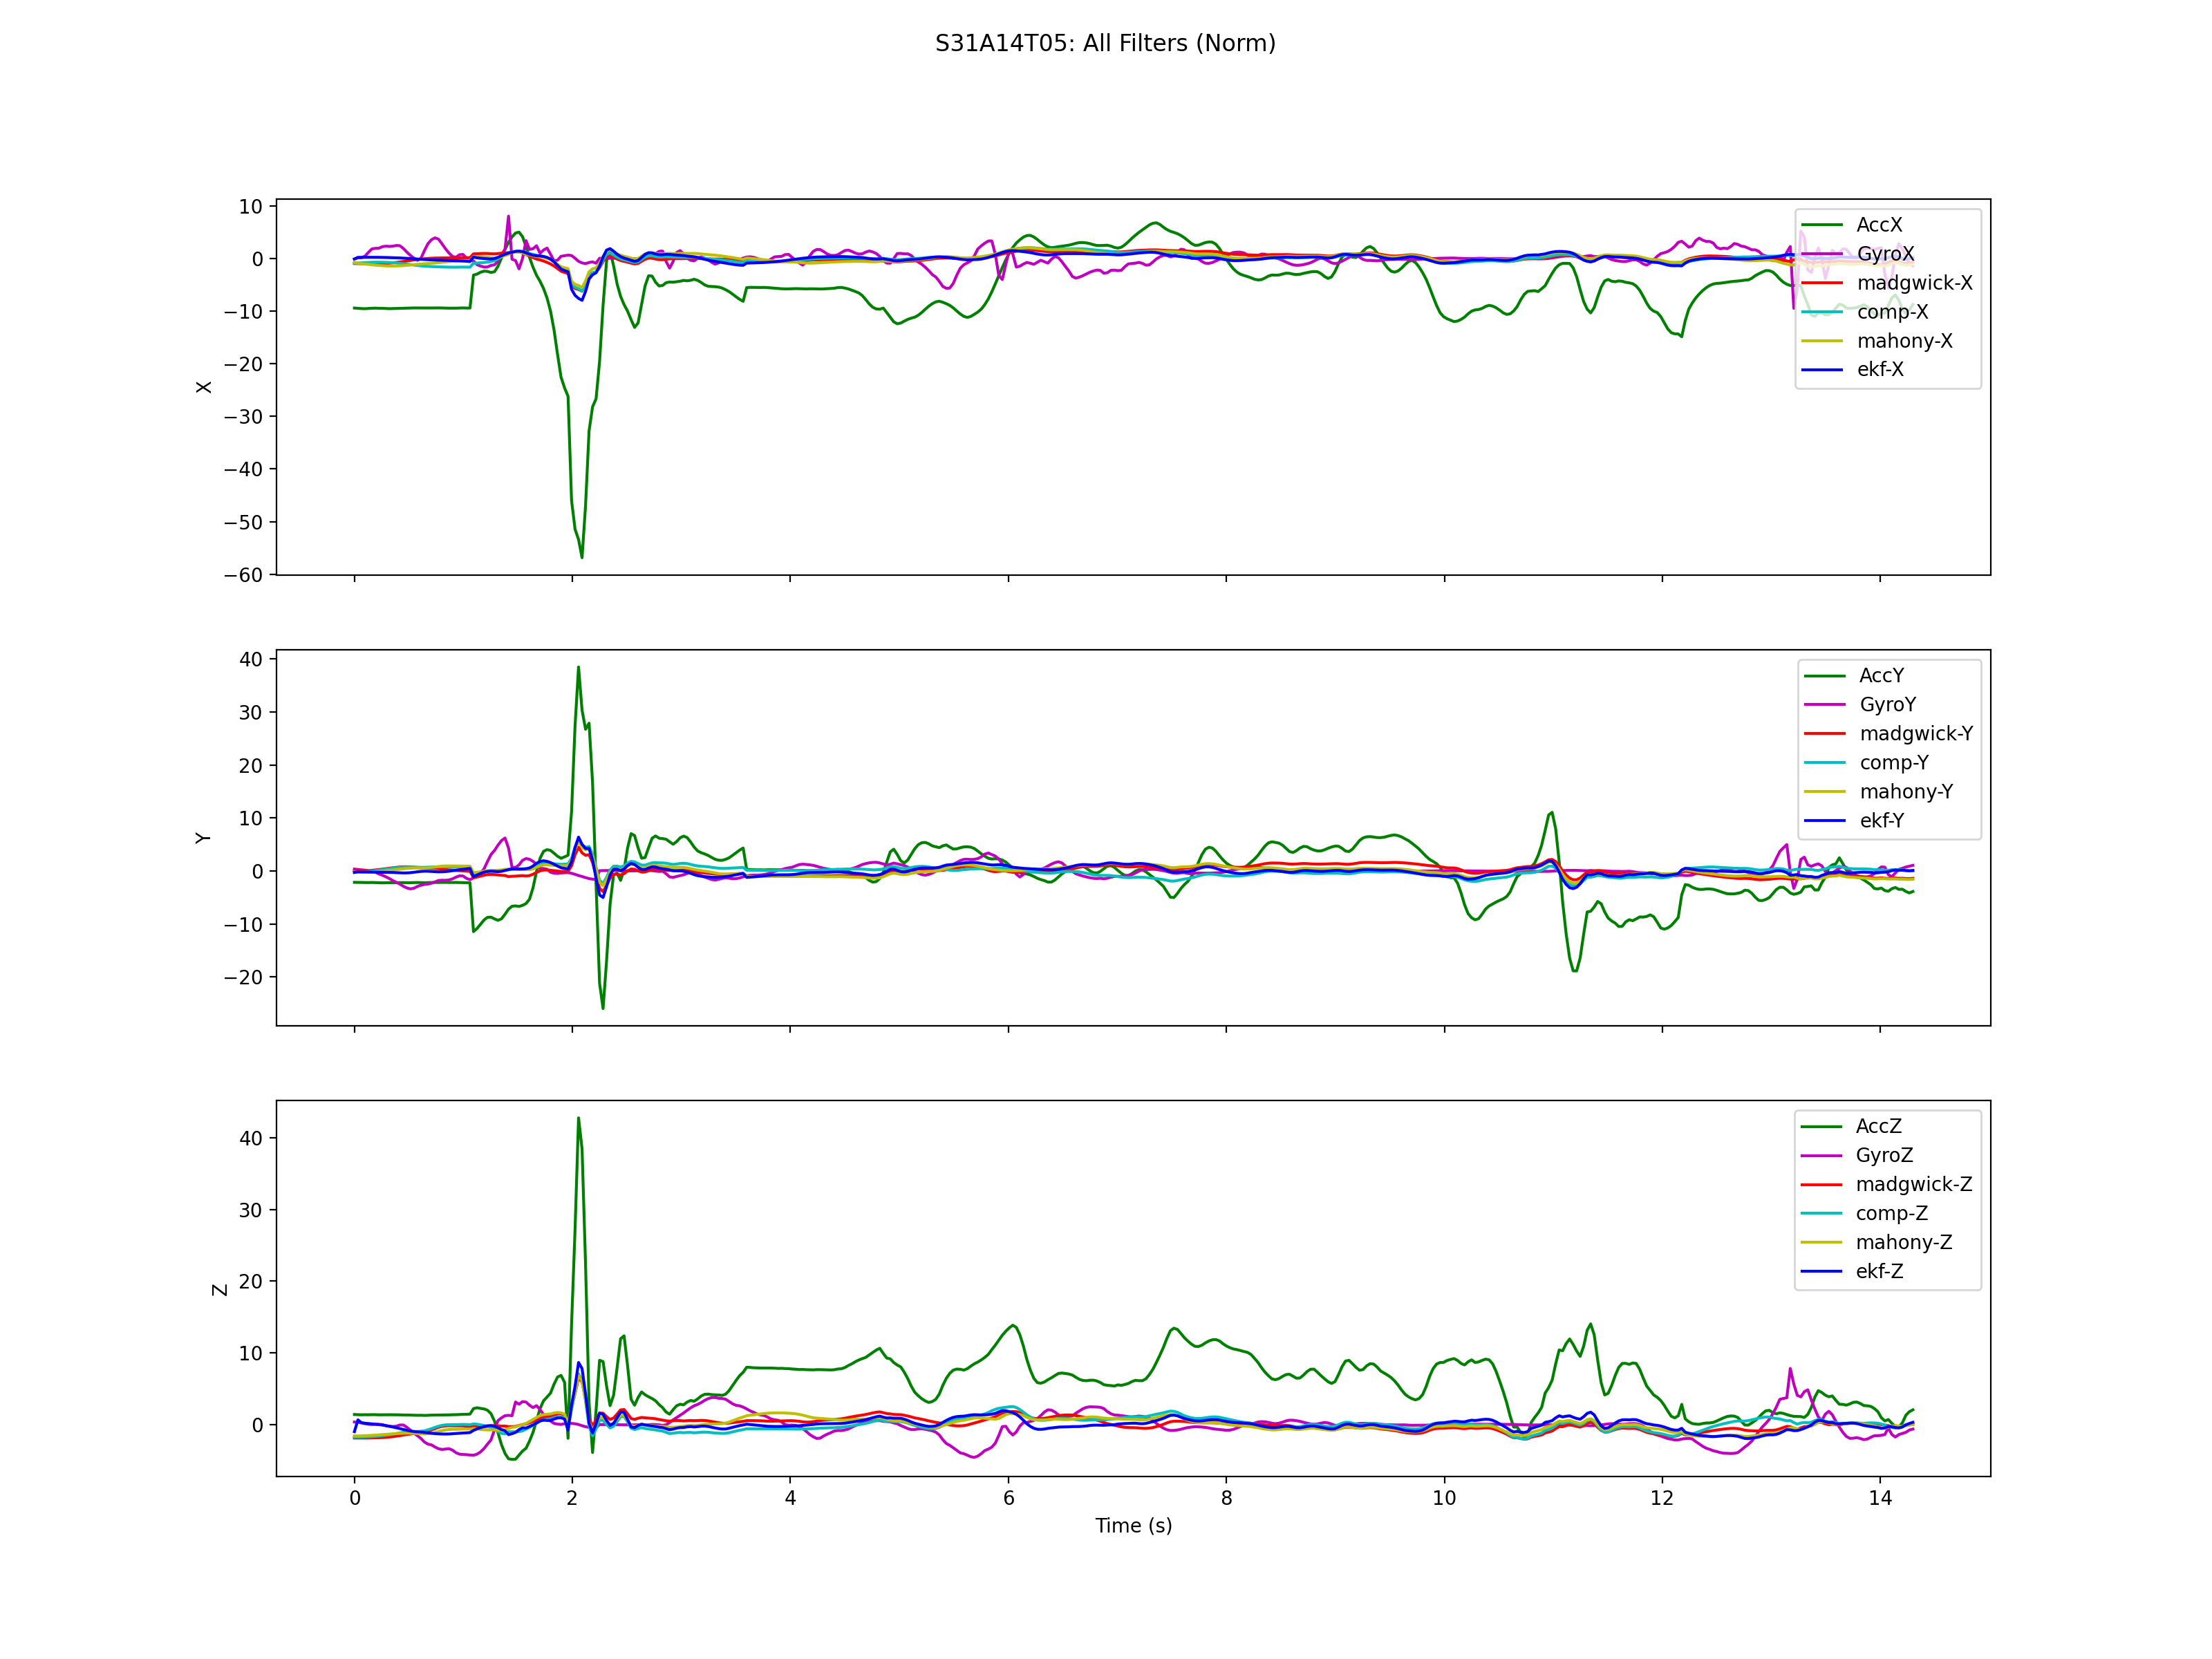 S31A14T05: All Filters (Norm)
10
0
−10
−20
−30
−40
−50
−60
X
AccX
GyroX
madgwick-X
comp-X
mahony-X
ekf-X
40
30
20
10
0
−10
−20
Y
AccY
GyroY
madgwick-Y
comp-Y
mahony-Y
ekf-Y
40
30
20
10
0
Z
AccZ
GyroZ
madgwick-Z
comp-Z
mahony-Z
ekf-Z
0 2 4 6 8 10 12 14
Time (s)